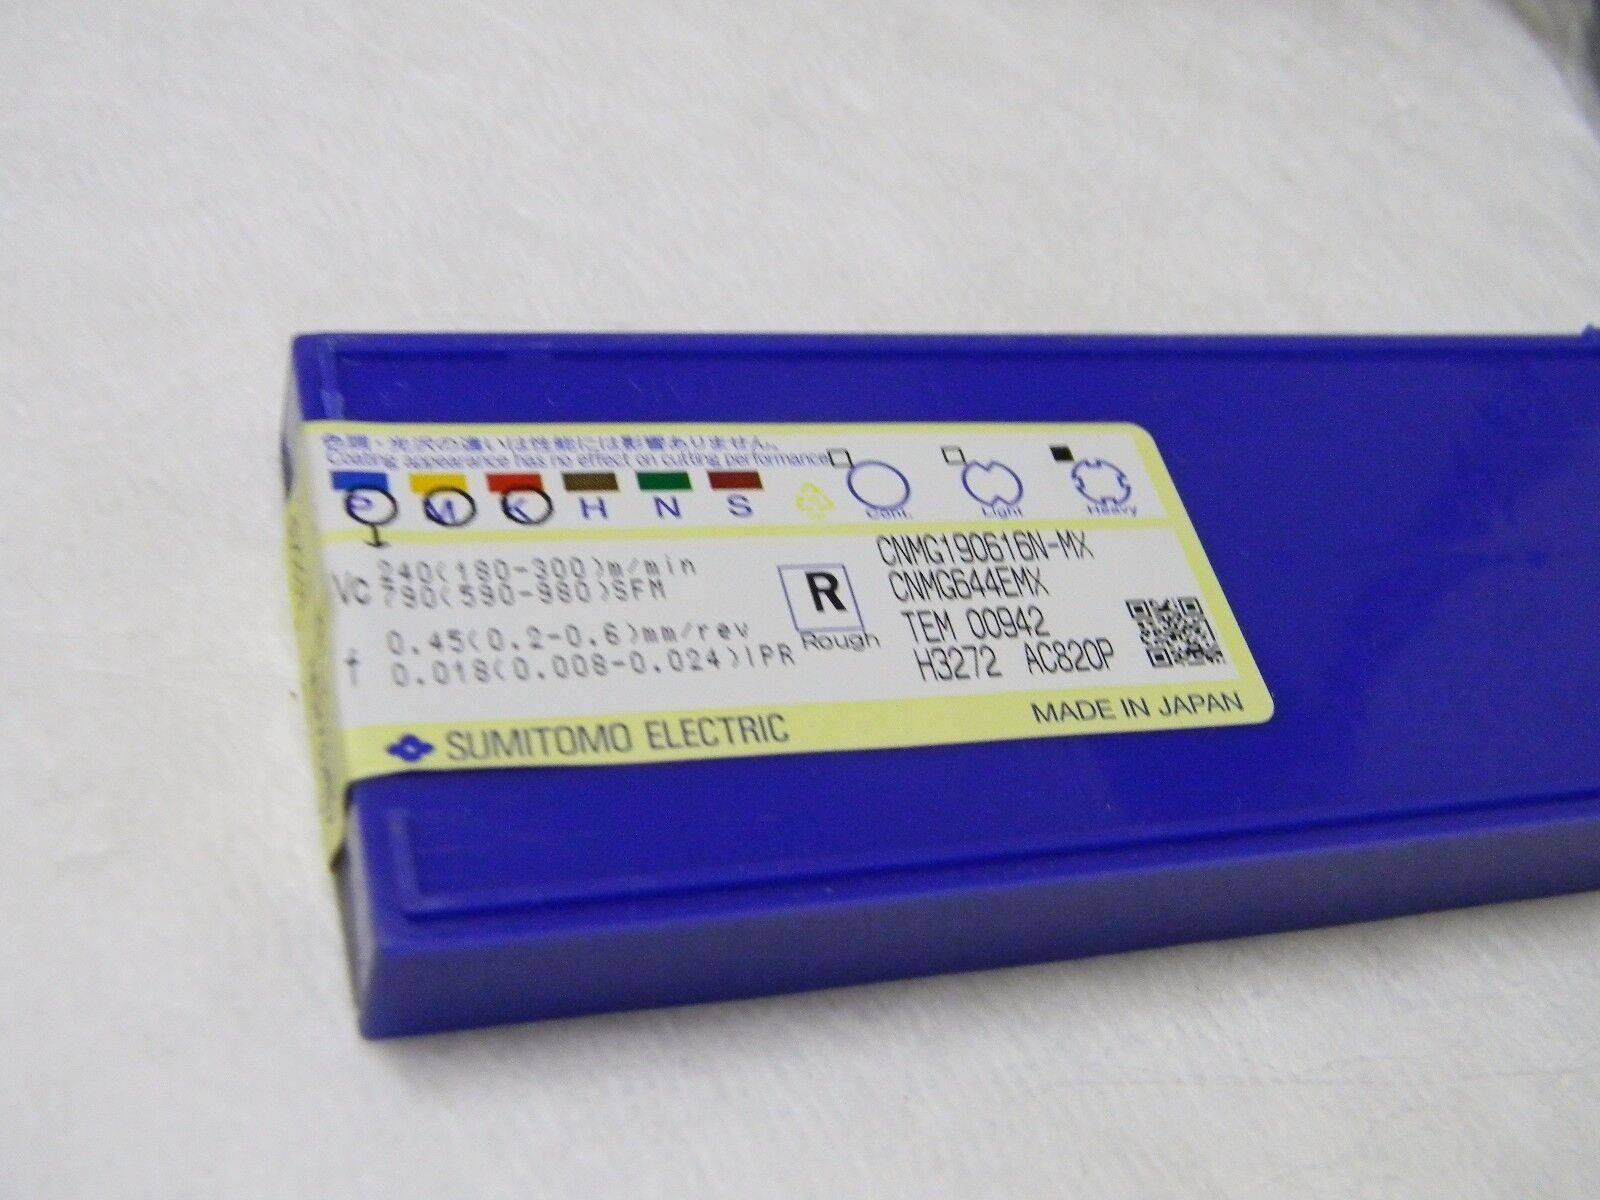 色調・光沢の違いは性能には影響ありません。
Coating appearance has no effect on cutting performance
P M K H N S
Cont. Light Heavy
Vc 240(180-300)m/min
790(590-980)SFM
f 0.45(0.2-0.6)mm/rev
0.018(0.008-0.024)IPR
R
Rough
CNMG190616N-MX
CNMG644EMX
TEM 00942
H3272 AC820P
SUMITOMO ELECTRIC
MADE IN JAPAN